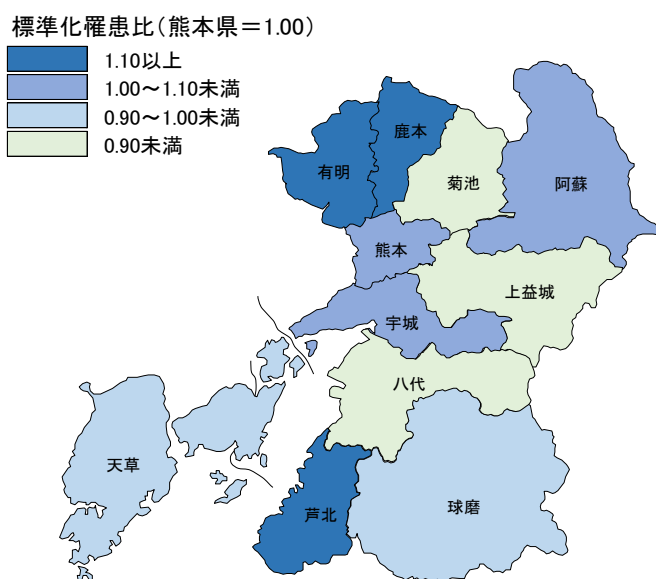 標準化罹患比(熊本県=1.00)
1.10以上
1.00~1.10未満
0.90~1.00未満
0.90未満
鹿本
有明
菊池
阿蘇
熊本
上益城
宇城
八代
天草
芦北
球磨